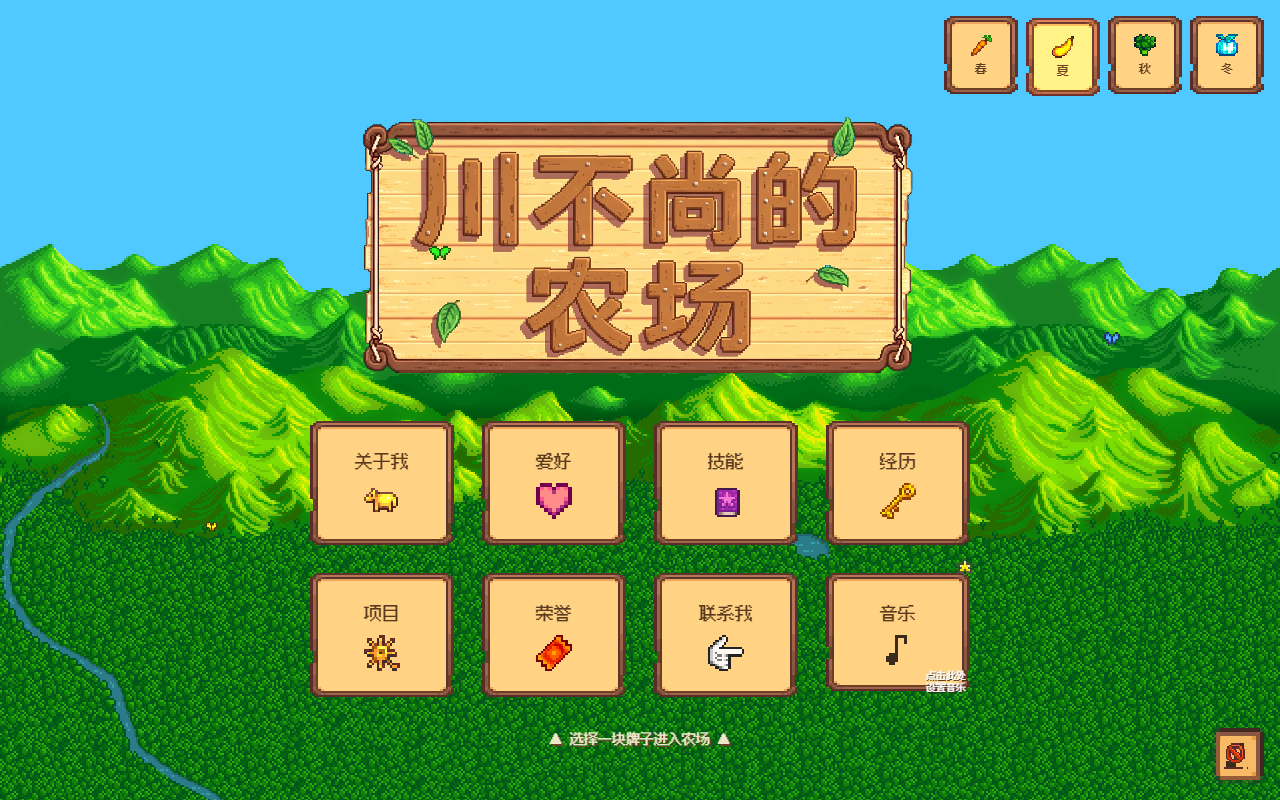 春
夏
秋
冬
川不尚的
农场
关于我
爱好
技能
经历
项目
荣誉
联系我
音乐
点击此处
设置音乐
▲ 选择一块牌子进入农场 ▲